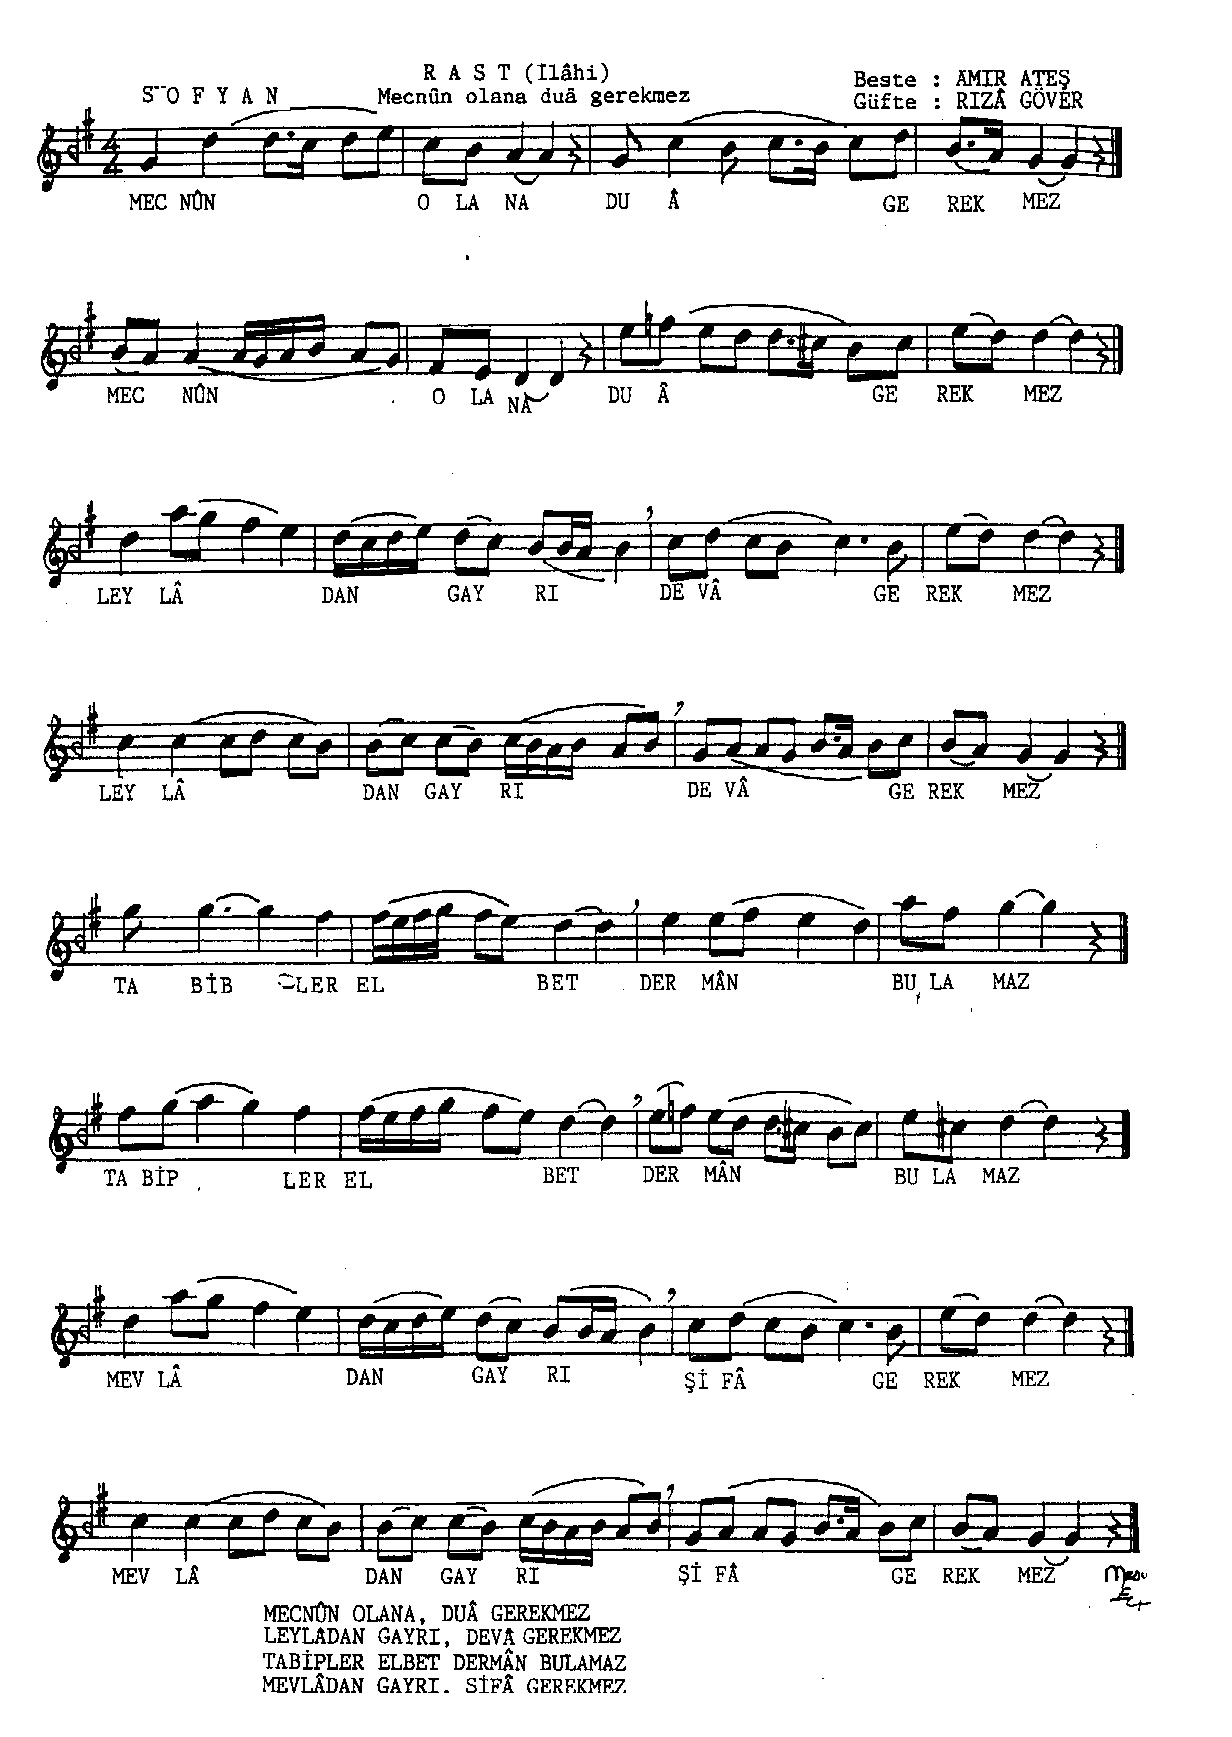 R A S T (İlâhi)
S O F Y A N
Mecnûn olana duâ gerekmez
Beste : AMIR ATEŞ
Güfte : RIZÂ GÖVER
4
4
MEC NÛN O LA NA DU Â GE REK MEZ
MEC NÛN O LA NA DU Â GE REK MEZ
LEY LÂ DAN GAY RI DE VÂ GE REK MEZ
LEY LÂ DAN GAY RI DE VÂ GE REK MEZ
TA BİB LER EL BET DER MÂN BU LA MAZ
TA BİP LER EL BET DER MÂN BU LA MAZ
MEV LÂ DAN GAY RI Şİ FÂ GE REK MEZ
MEV LÂ DAN GAY RI Şİ FÂ GE REK MEZ
MECNÛN OLANA, DUÂ GEREKMEZ
LEYLÂDAN GAYRI, DEVÂ GEREKMEZ
TABİPLER ELBET DERMÂN BULAMAZ
MEVLÂDAN GAYRI. SİFÂ GEREKMEZ